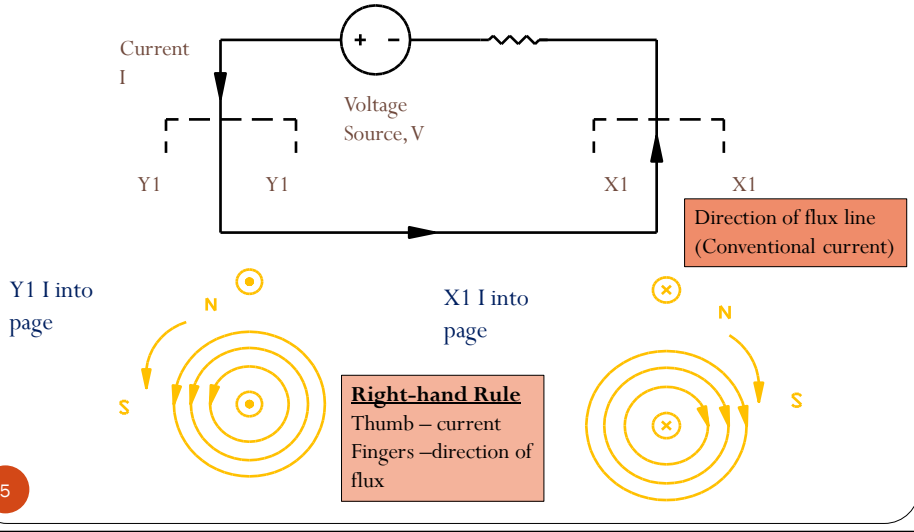 Current
I
+ -
Voltage
Source, V
Y1 Y1 X1 X1
Direction of flux line
(Conventional current)
Y1 I into
page
N
S
X1 I into
page
N
S
Right-hand Rule
Thumb – current
Fingers –direction of
flux
5